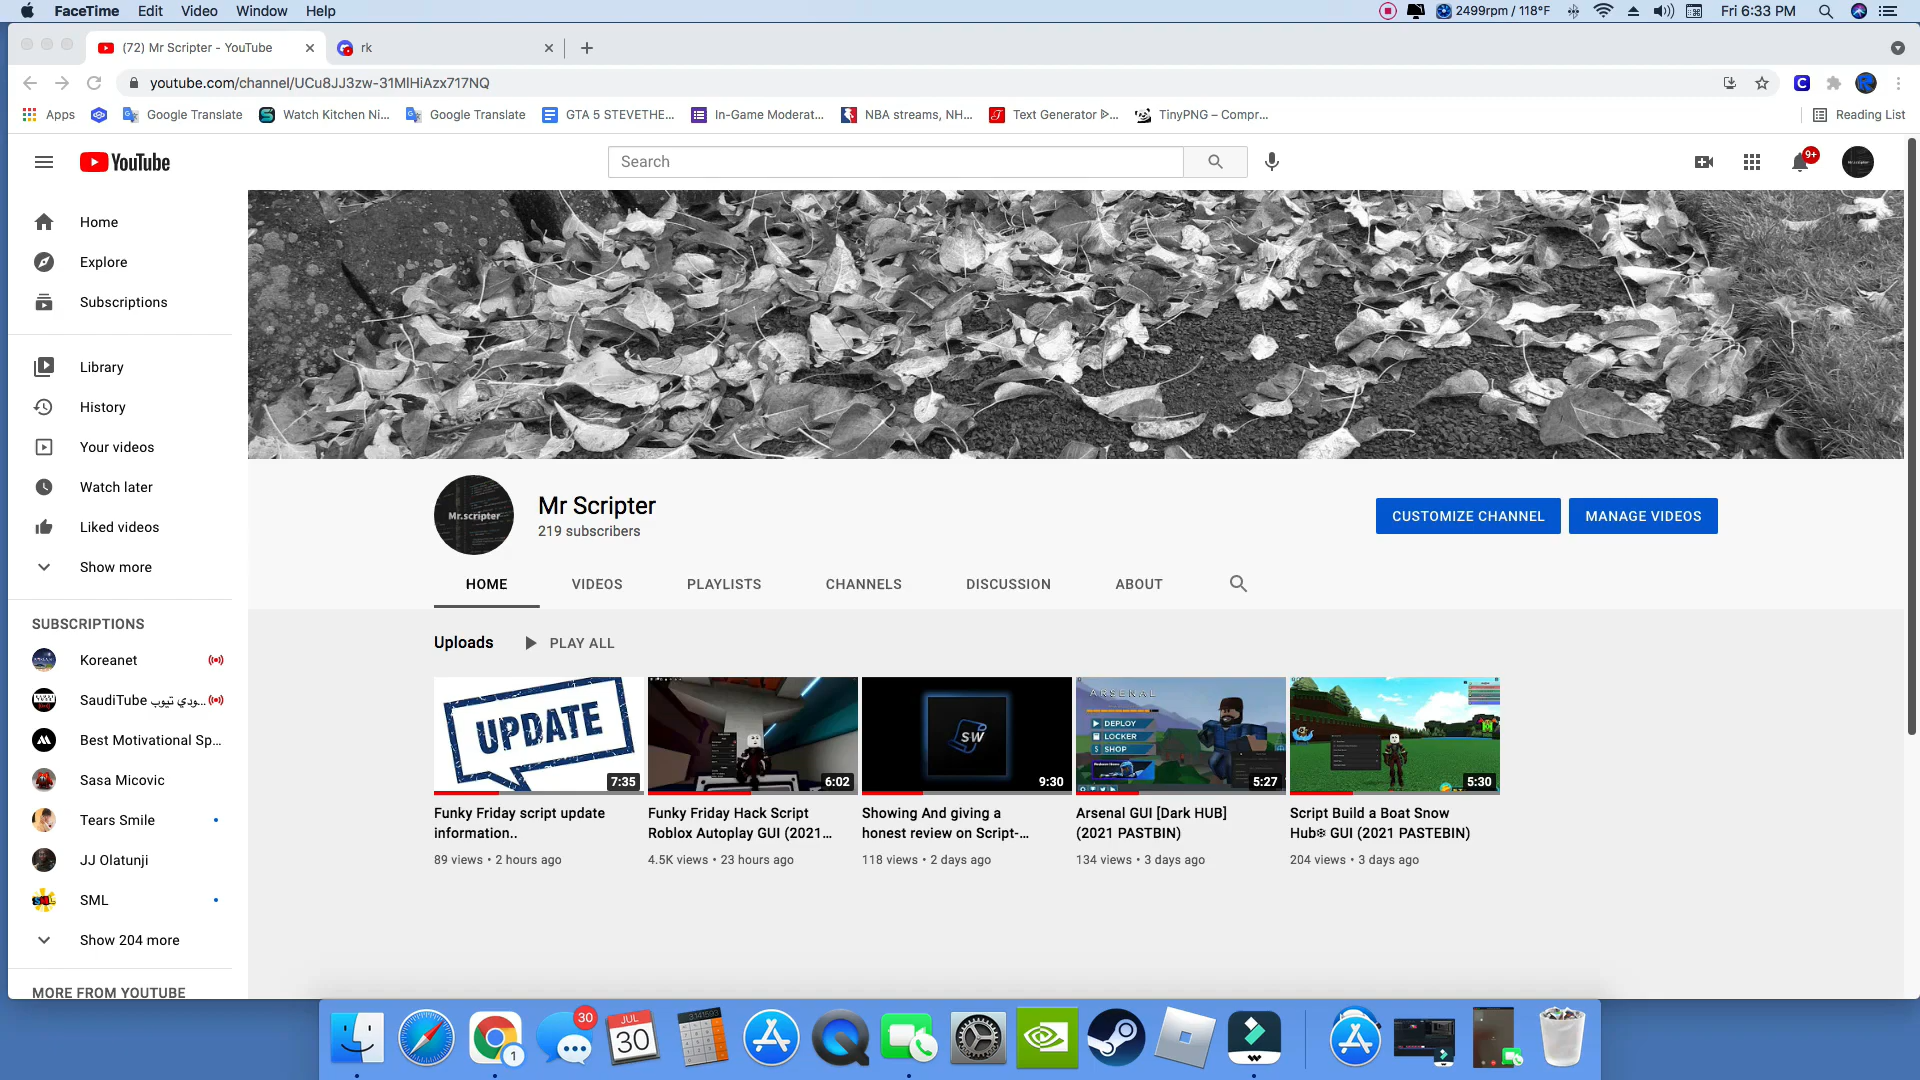 FaceTime Edit Video Window Help
2499rpm / 118°F Fri 6:33 PM
(72) Mr Scripter - YouTube
rk
youtube.com/channel/UCu8JJ3zw-31MlHiAzx717NQ
Apps
Google Translate
Watch Kitchen Ni...
Google Translate
GTA 5 STEVETHE...
In-Game Moderat...
NBA streams, NH...
Text Generator ᐅ...
TinyPNG – Compr...
Reading List
YouTube
Search
9+
Home
Explore
Subscriptions
Library
History
Your videos
Watch later
Liked videos
Show more
SUBSCRIPTIONS
Koreanet
SaudiTube سعودي تيوب...
Best Motivational Sp...
Sasa Micovic
Tears Smile
JJ Olatunji
SML
Show 204 more
MORE FROM YOUTUBE
Mr.scripter
Mr Scripter
219 subscribers
CUSTOMIZE CHANNEL
MANAGE VIDEOS
HOME VIDEOS PLAYLISTS CHANNELS DISCUSSION ABOUT
Uploads PLAY ALL
UPDATE
7:35
Funky Friday script update
information..
89 views • 2 hours ago
6:02
Funky Friday Hack Script
Roblox Autoplay GUI (2021...
4.5K views • 23 hours ago
SW
9:30
Showing And giving a
honest review on Script-...
118 views • 2 days ago
ARSENAL
DEPLOY
LOCKER
SHOP
5:27
Arsenal GUI [Dark HUB]
(2021 PASTBIN)
134 views • 3 days ago
5:30
Script Build a Boat Snow
Hub❄ GUI (2021 PASTEBIN)
204 views • 3 days ago
1
30
JUL
30
3.141593